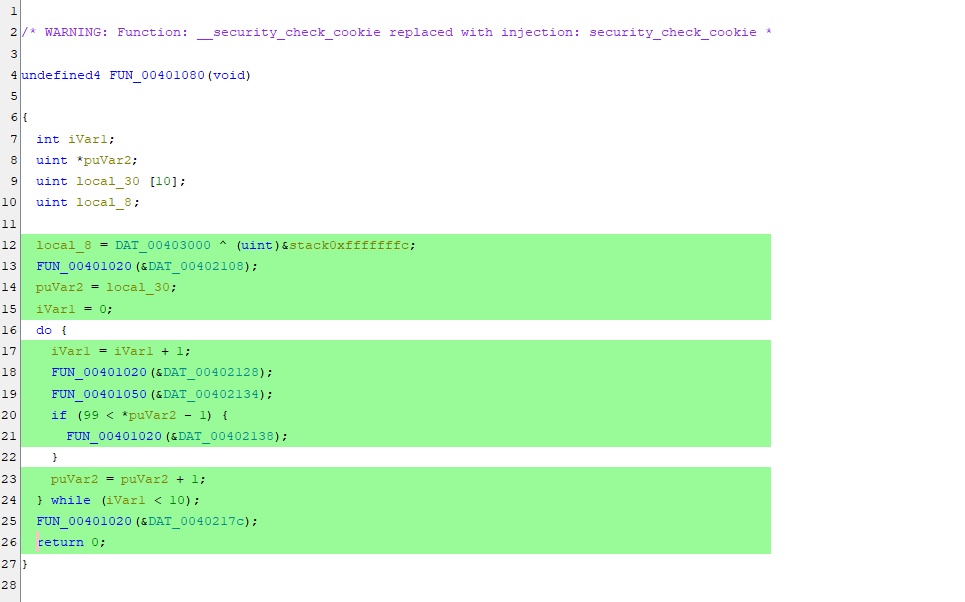 1
2 /* WARNING: Function: __security_check_cookie replaced with injection: security_check_cookie *
3
4 undefined4 FUN_00401080(void)
5
6 {
7 int iVar1;
8 uint *puVar2;
9 uint local_30 [10];
10 uint local_8;
11
12 local_8 = DAT_00403000 ^ (uint)&stack0xfffffffc;
13 FUN_00401020(&DAT_00402108);
14 puVar2 = local_30;
15 iVar1 = 0;
16 do {
17 iVar1 = iVar1 + 1;
18 FUN_00401020(&DAT_00402128);
19 FUN_00401050(&DAT_00402134);
20 if (99 < *puVar2 - 1) {
21 FUN_00401020(&DAT_00402138);
22 }
23 puVar2 = puVar2 + 1;
24 } while (iVar1 < 10);
25 FUN_00401020(&DAT_0040217c);
26 return 0;
27 }
28